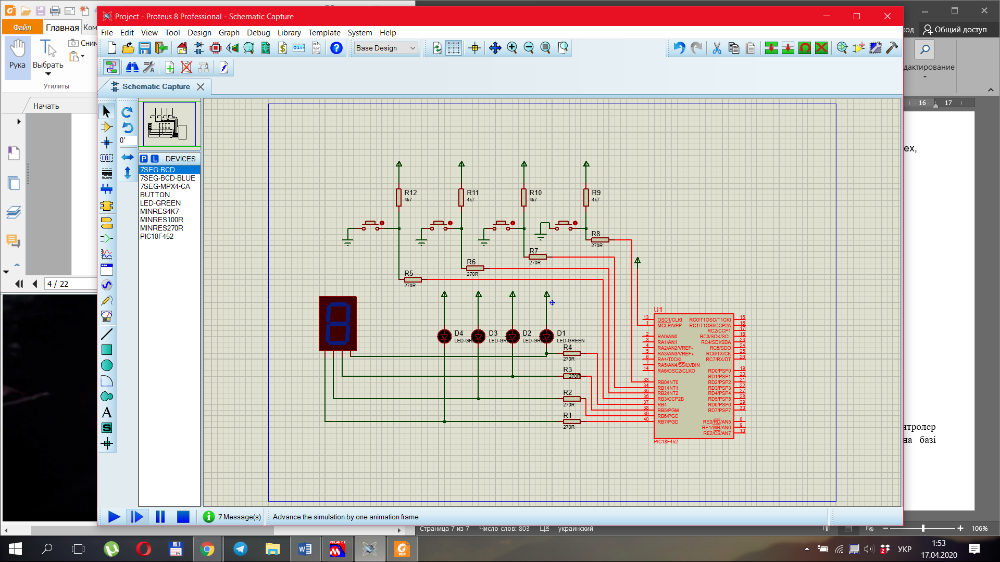 Project - Proteus 8 Professional - Schematic Capture
Файл
Главная
Ком
Рука
Выбрать
Сни
Утилиты
Начать
4 / 22
File Edit View Tool Design Graph Debug Library Template System Help
Base Design
Schematic Capture
ход
Общий доступ
дактирование
16
17
0°
P L DEVICES
7SEG-BCD
7SEG-BCD-BLUE
7SEG-MPX4-CA
BUTTON
LED-GREEN
MINRES4K7
MINRES100R
MINRES270R
PIC18F452
LBL
A
S
R12
4k7
R11
4k7
R10
4k7
R9
4k7
R8
270R
R7
270R
R6
270R
R5
270R
D4
LED-GR
D3
LED-GR
D2
LED-GR
D1
LED-GREEN
R4
270R
R3
270R
R2
270R
R1
270R
U1
13 OSC1/CLKI
1 MCLR/VPP
2 RA0/AN0
3 RA1/AN1
4 RA2/AN2/VREF-
5 RA3/AN3/VREF+
6 RA4/T0CKI
7 RA5/AN4/SS/LVDIN
14 RA6/OSC2/CLKO
33 RB0/INT0
34 RB1/INT1
35 RB2/INT2
36 RB3/CCP2B
37 RB4
38 RB5/PGM
39 RB6/PGC
40 RB7/PGD
RC0/T1OSO/T1CKI 15
RC1/T1OSI/CCP2A 16
RC2/CCP1 17
RC3/SCK/SCL 18
RC4/SDI/SDA 23
RC5/SDO 24
RC6/TX/CK 25
RC7/RX/DT 26
RD0/PSP0 19
RD1/PSP1 20
RD2/PSP2 21
RD3/PSP3 22
RD4/PSP4 27
RD5/PSP5 28
RD6/PSP6 29
RD7/PSP7 30
RE0/RD/AN5 8
RE1/WR/AN6 9
RE2/CS/AN7 10
PIC18F452
ех,
нтролер
на базі
7 Message(s)
Advance the simulation by one animation frame
Страница 7 из 7
Число слов: 803
украинский
106%
УКР
1:53
17.04.2020